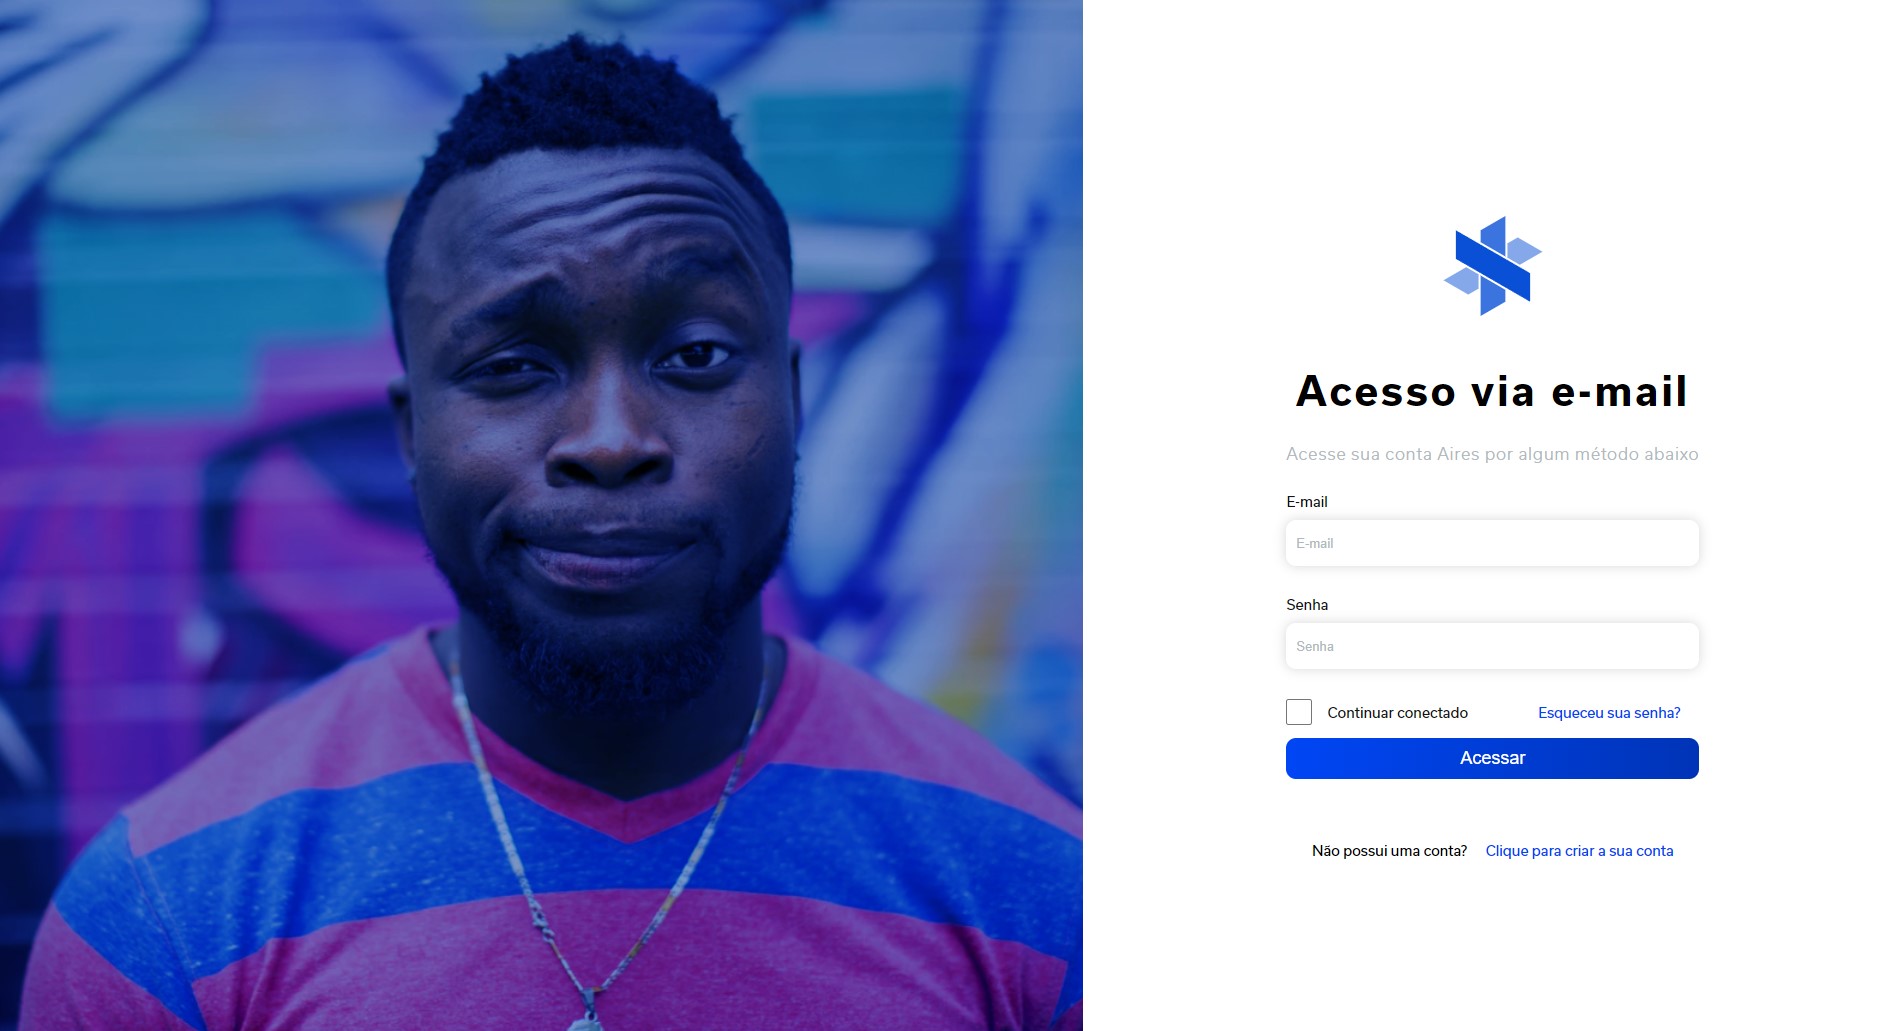 Acesso via e-mail
Acesse sua conta Aires por algum método abaixo
E-mail
E-mail
Senha
Senha
Continuar conectado Esqueceu sua senha?
Acessar
Não possui uma conta? Clique para criar a sua conta